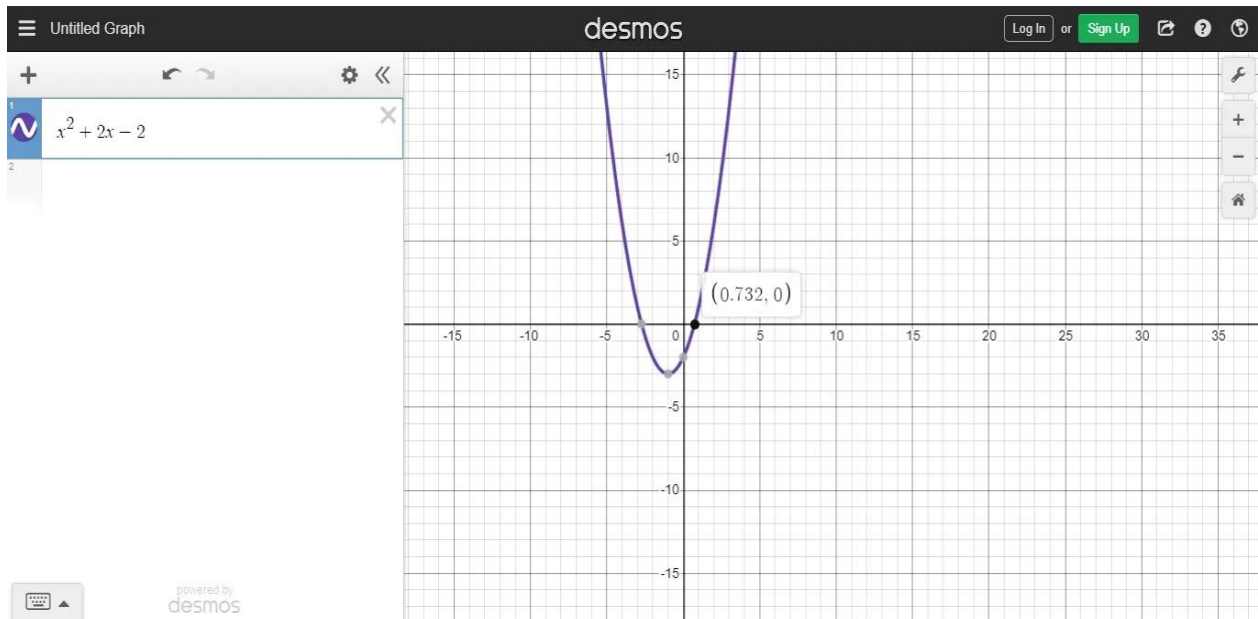 Untitled Graph
desmos
Log In or Sign Up
1
x² + 2x − 2
2
15
10
5
(0.732, 0)
-15 -10 -5 0 5 10 15 20 25 30 35
-5
-10
-15
powered by
desmos